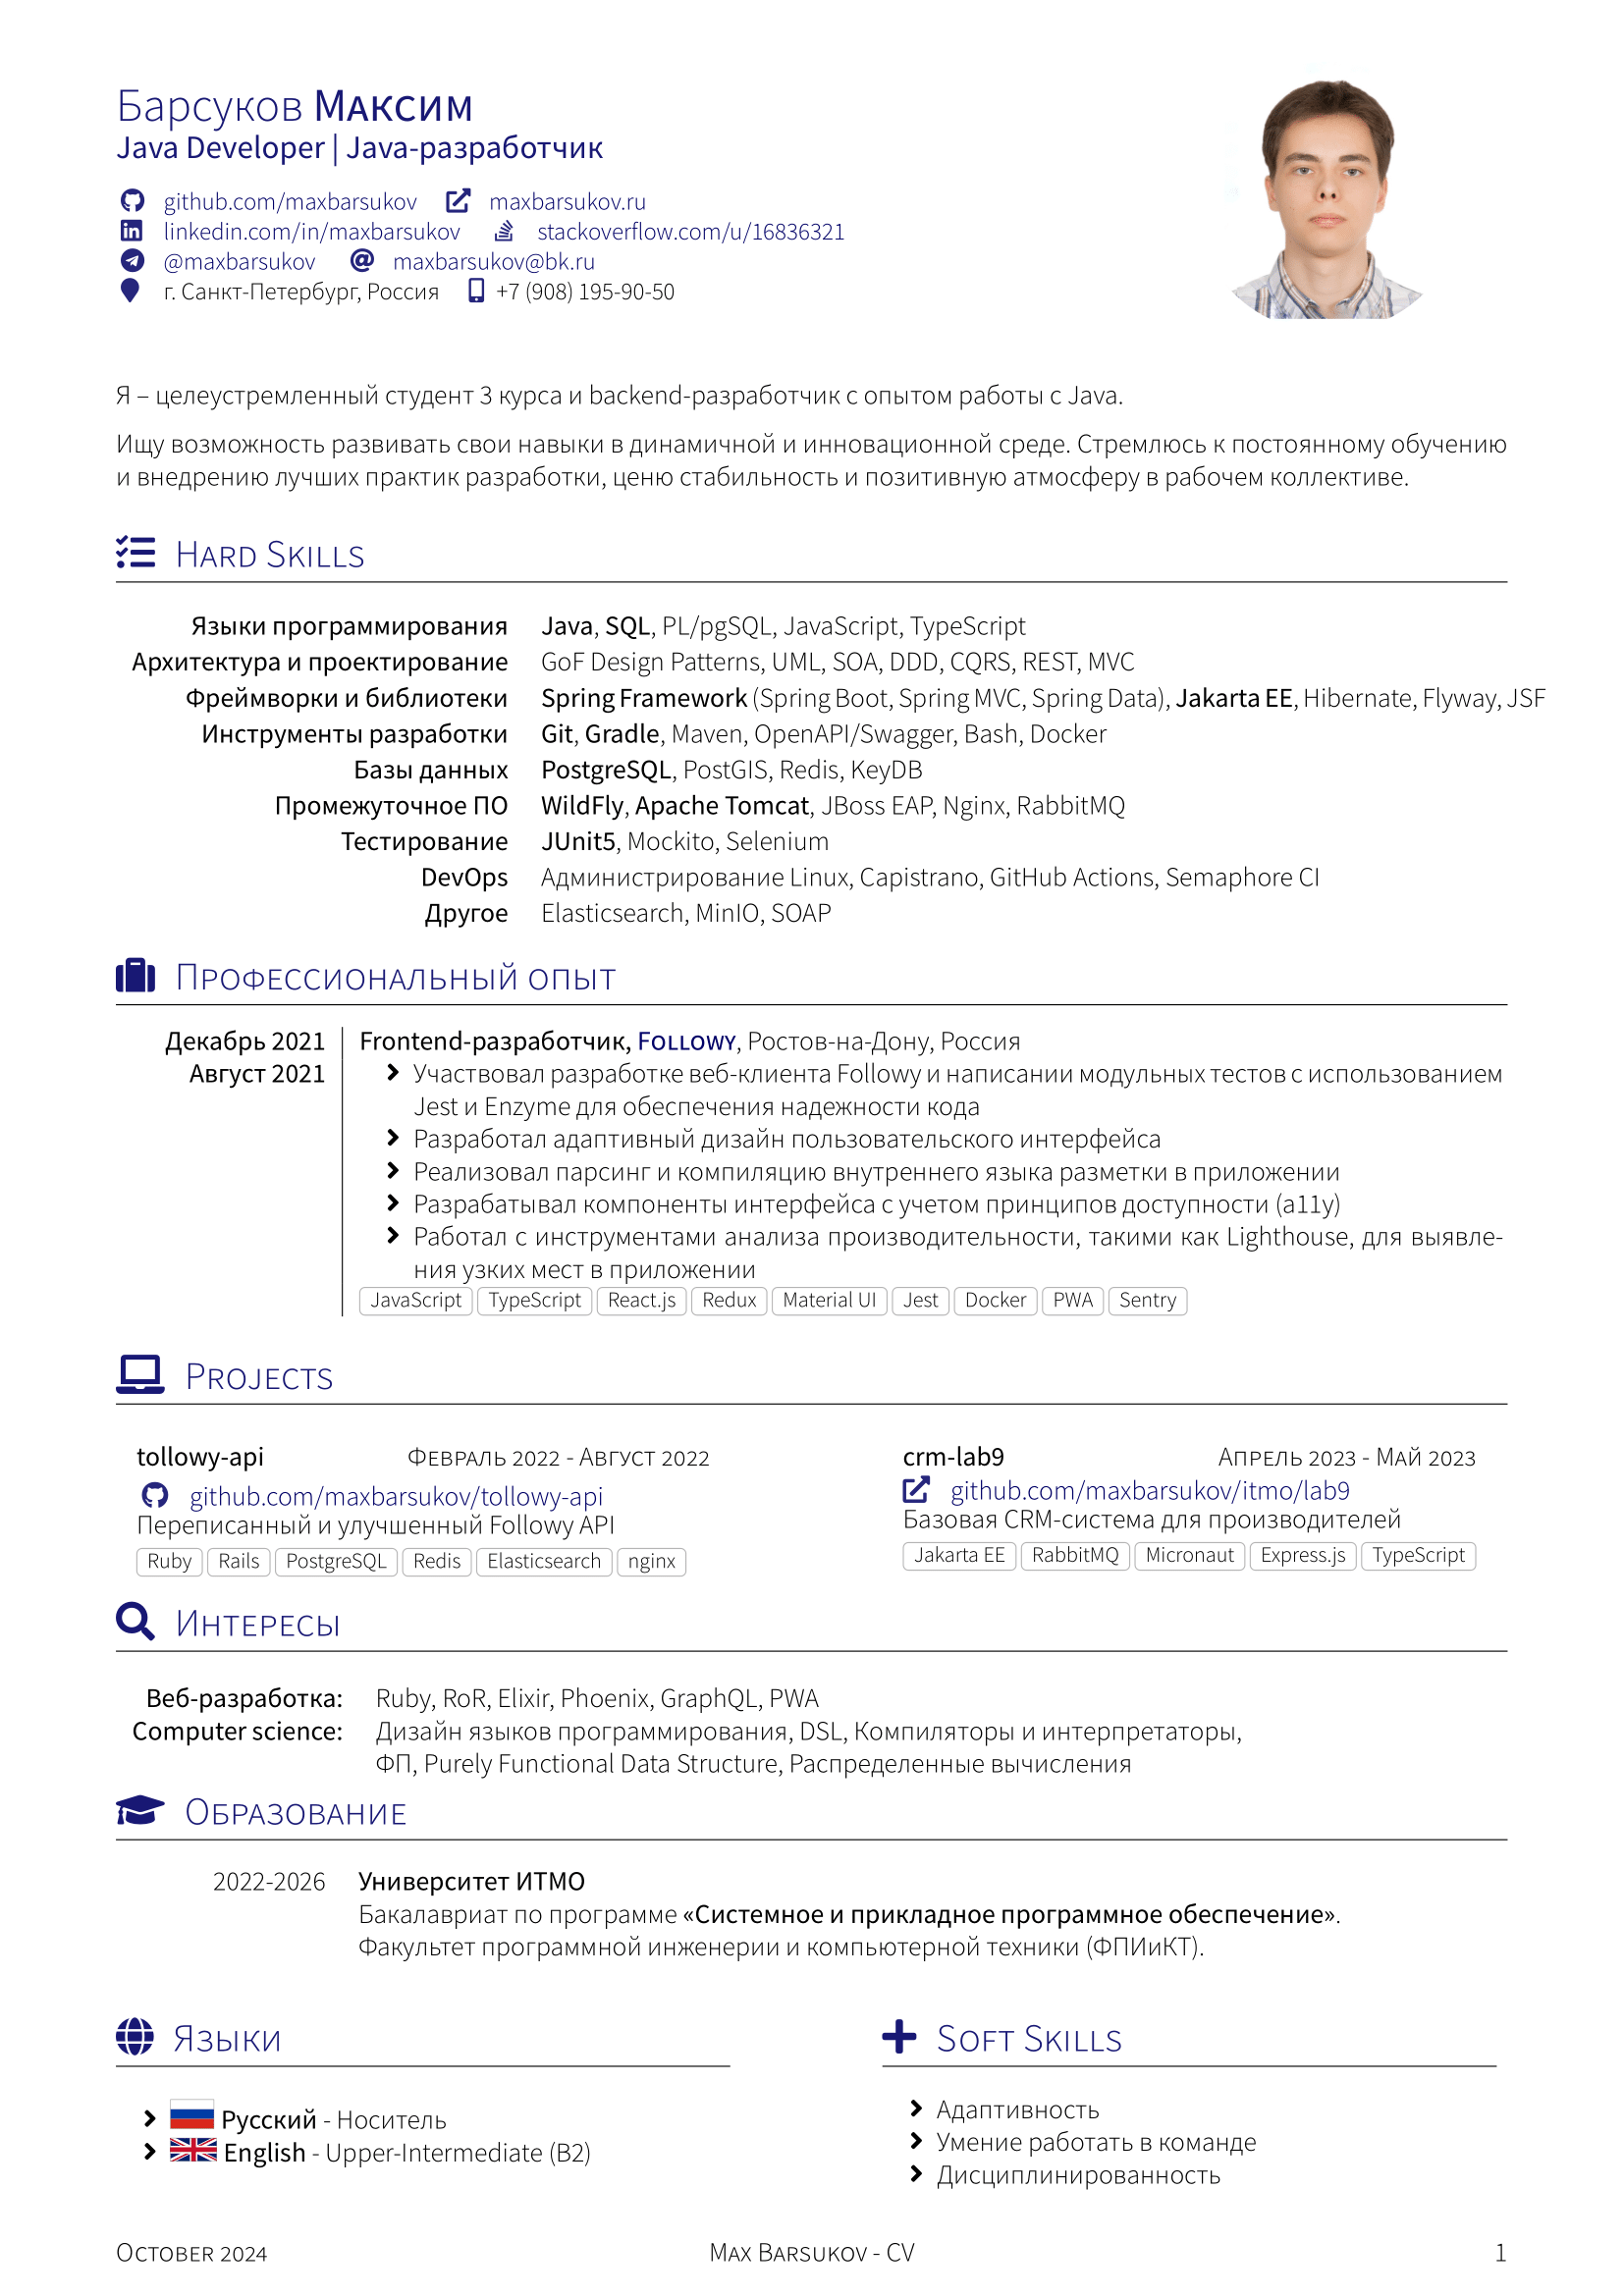 Барсуков Максим
Java Developer | Java-разработчик
github.com/maxbarsukov maxbarsukov.ru
linkedin.com/in/maxbarsukov stackoverflow.com/u/16836321
@maxbarsukov maxbarsukov@bk.ru
г. Санкт-Петербург, Россия +7 (908) 195-90-50
Я – целеустремленный студент 3 курса и backend-разработчик с опытом работы с Java.
Ищу возможность развивать свои навыки в динамичной и инновационной среде. Стремлюсь к постоянному обучению
и внедрению лучших практик разработки, ценю стабильность и позитивную атмосферу в рабочем коллективе.
Hard Skills
Языки программирования Java, SQL, PL/pgSQL, JavaScript, TypeScript
Архитектура и проектирование GoF Design Patterns, UML, SOA, DDD, CQRS, REST, MVC
Фреймворки и библиотеки Spring Framework (Spring Boot, Spring MVC, Spring Data), Jakarta EE, Hibernate, Flyway, JSF
Инструменты разработки Git, Gradle, Maven, OpenAPI/Swagger, Bash, Docker
Базы данных PostgreSQL, PostGIS, Redis, KeyDB
Промежуточное ПО WildFly, Apache Tomcat, JBoss EAP, Nginx, RabbitMQ
Тестирование JUnit5, Mockito, Selenium
DevOps Администрирование Linux, Capistrano, GitHub Actions, Semaphore CI
Другое Elasticsearch, MinIO, SOAP
Профессиональный опыт
Декабрь 2021 Frontend-разработчик, Followy, Ростов-на-Дону, Россия
Август 2021 Участвовал разработке веб-клиента Followy и написании модульных тестов с использованием
Jest и Enzyme для обеспечения надежности кода
Разработал адаптивный дизайн пользовательского интерфейса
Реализовал парсинг и компиляцию внутреннего языка разметки в приложении
Разрабатывал компоненты интерфейса с учетом принципов доступности (a11y)
Работал с инструментами анализа производительности, такими как Lighthouse, для выявле-
ния узких мест в приложении
JavaScript TypeScript React.js Redux Material UI Jest Docker PWA Sentry
Projects
tollowy-api Февраль 2022 - Август 2022
github.com/maxbarsukov/tollowy-api
Переписанный и улучшенный Followy API
Ruby Rails PostgreSQL Redis Elasticsearch nginx
crm-lab9 Апрель 2023 - Май 2023
github.com/maxbarsukov/itmo/lab9
Базовая CRM-система для производителей
Jakarta EE RabbitMQ Micronaut Express.js TypeScript
Интересы
Веб-разработка: Ruby, RoR, Elixir, Phoenix, GraphQL, PWA
Computer science: Дизайн языков программирования, DSL, Компиляторы и интерпретаторы,
ФП, Purely Functional Data Structure, Распределенные вычисления
Образование
2022-2026 Университет ИТМО
Бакалавриат по программе «Системное и прикладное программное обеспечение».
Факультет программной инженерии и компьютерной техники (ФПИиКТ).
Языки
Русский - Носитель
English - Upper-Intermediate (B2)
Soft Skills
Адаптивность
Умение работать в команде
Дисциплинированность
October 2024 Max Barsukov - CV 1